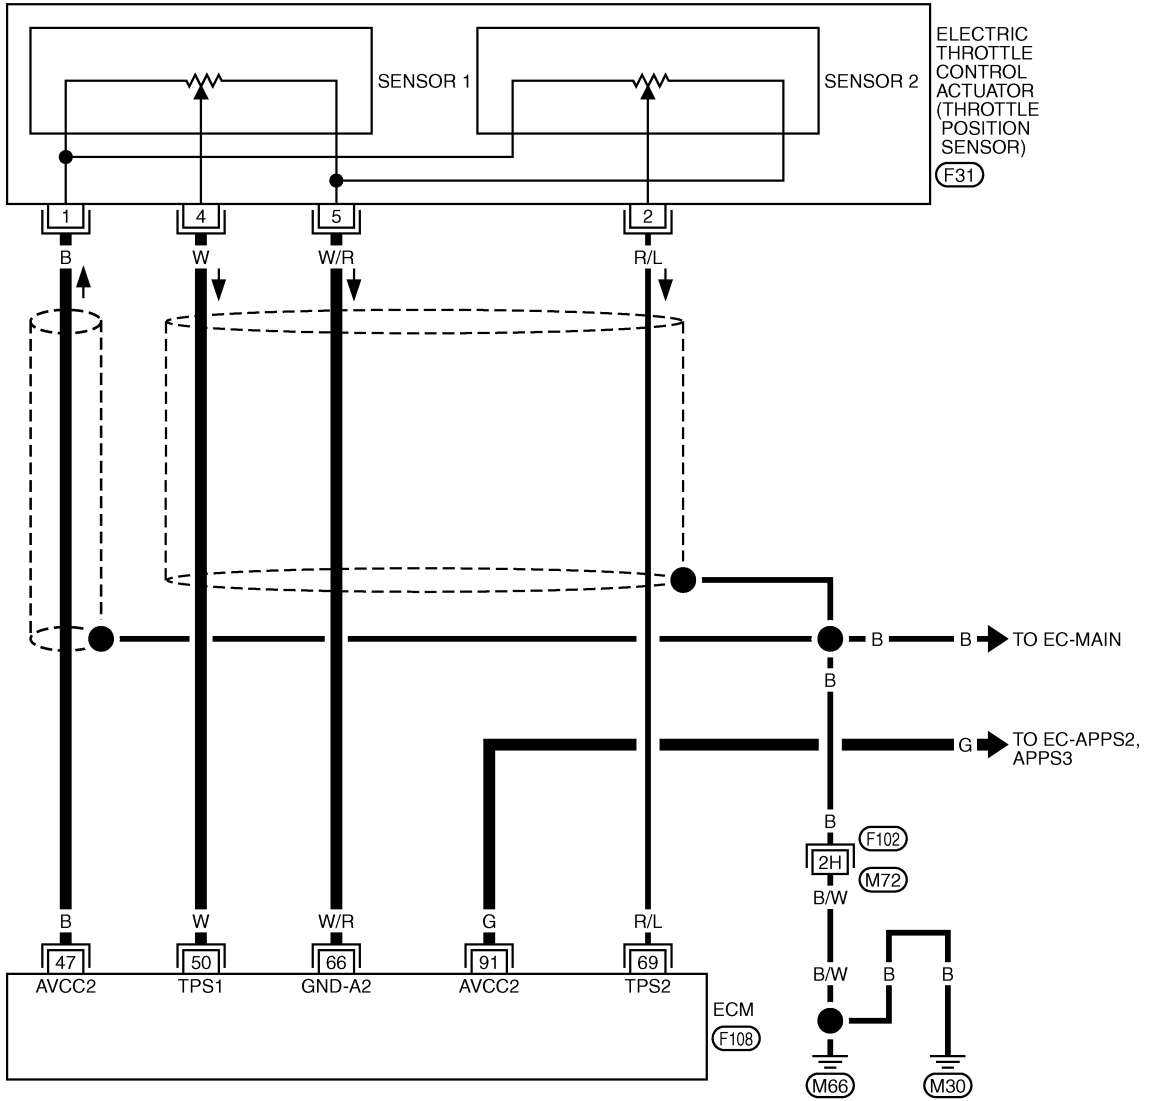 SENSOR 1
SENSOR 2
ELECTRIC
THROTTLE
CONTROL
ACTUATOR
(THROTTLE
POSITION
SENSOR)
F31
1
4
5
2
B
W
W/R
R/L
B
B
TO EC-MAIN
B
G
TO EC-APPS2,
APPS3
B
F102
2H
M72
B/W
B
W
W/R
G
R/L
47
50
66
91
69
AVCC2
TPS1
GND-A2
AVCC2
TPS2
B/W
B
B
ECM
F108
M66
M30